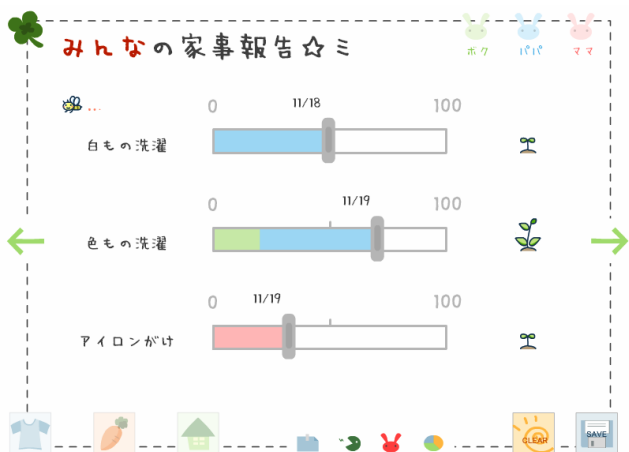 みんなの家事報告☆ミ
ボク パパ ママ
...
0 11/18 100
白もの洗濯
0 11/19 100
色もの洗濯
0 11/19 100
アイロンがけ
CLEAR SAVE